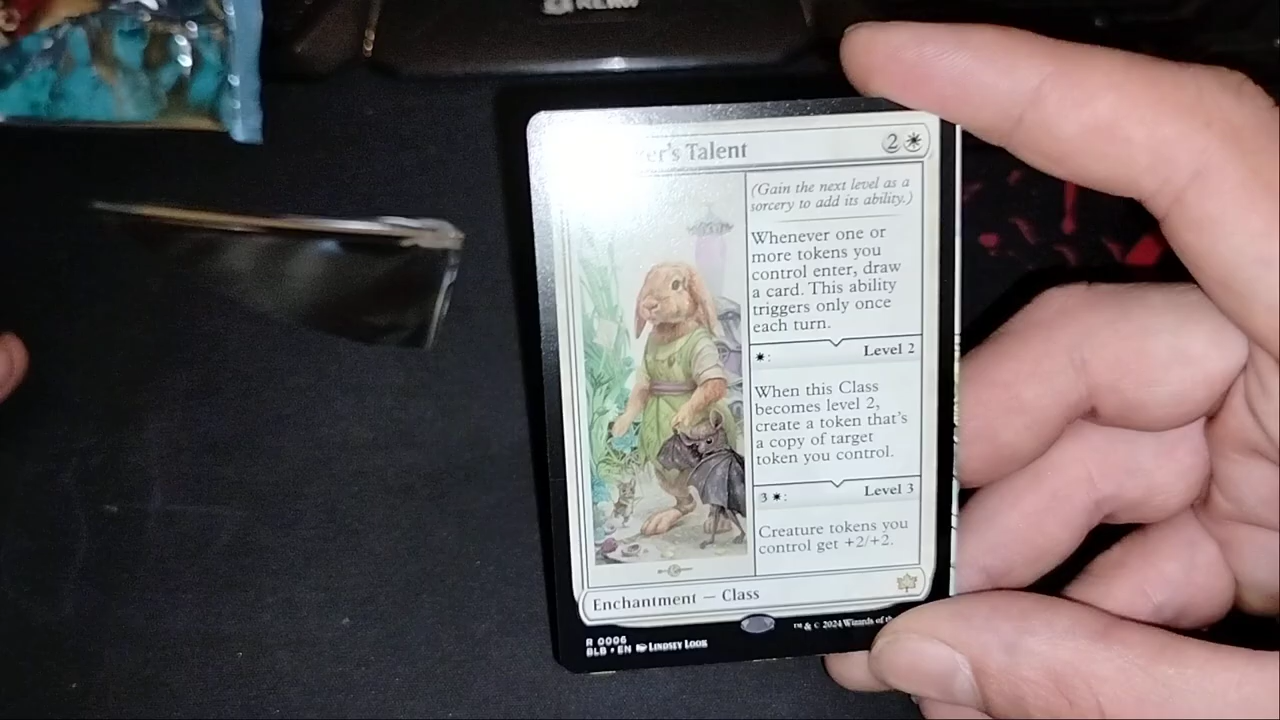 er's Talent 2
(Gain the next level as a
sorcery to add its ability.)
Whenever one or
more tokens you
control enter, draw
a card. This ability
triggers only once
each turn.
: Level 2
When this Class
becomes level 2,
create a token that's
a copy of target
token you control.
3 : Level 3
Creature tokens you
control get +2/+2.
Enchantment — Class
R 0006
BLB • EN LINDSEY LOOK
™ & © 2024 Wizards of th